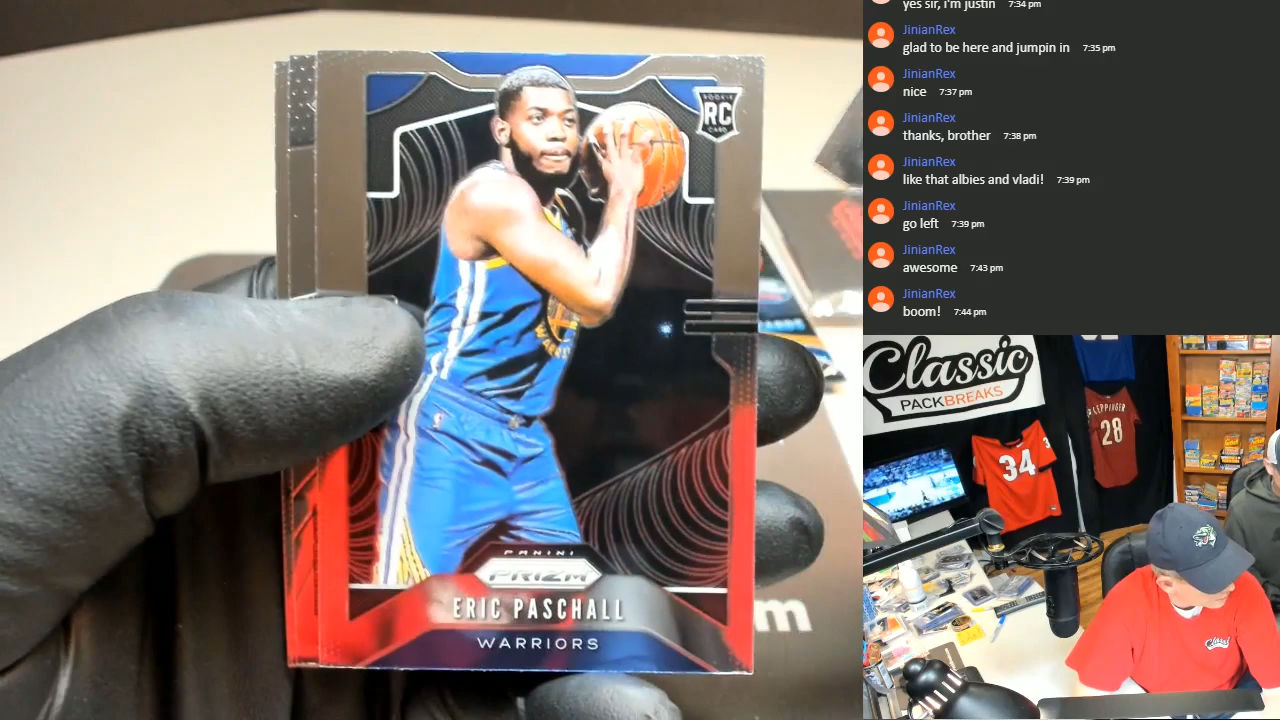 ROOKIE
RC
CARD
PANINI
PRIZM
ERIC PASCHALL
WARRIORS
m
yes sir, i'm justin 7:34 pm
JinianRex
glad to be here and jumpin in 7:35 pm
JinianRex
nice 7:37 pm
JinianRex
thanks, brother 7:38 pm
JinianRex
like that albies and vladi! 7:39 pm
JinianRex
go left 7:39 pm
JinianRex
awesome 7:43 pm
JinianRex
boom! 7:44 pm
Classic
PACKBREAKS
28
34
Classic